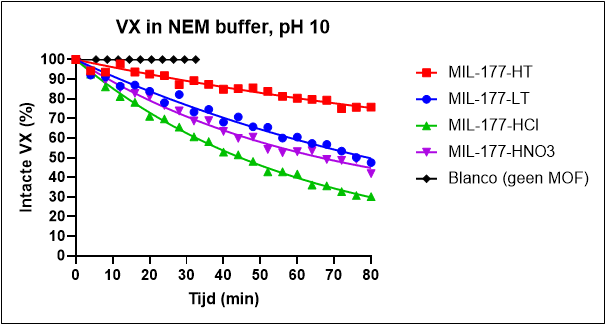 VX in NEM buffer, pH 10
Intacte VX (%)
100
90
80
70
60
50
40
30
20
10
0
0 10 20 30 40 50 60 70 80
Tijd (min)
MIL-177-HT
MIL-177-LT
MIL-177-HCl
MIL-177-HNO3
Blanco (geen MOF)